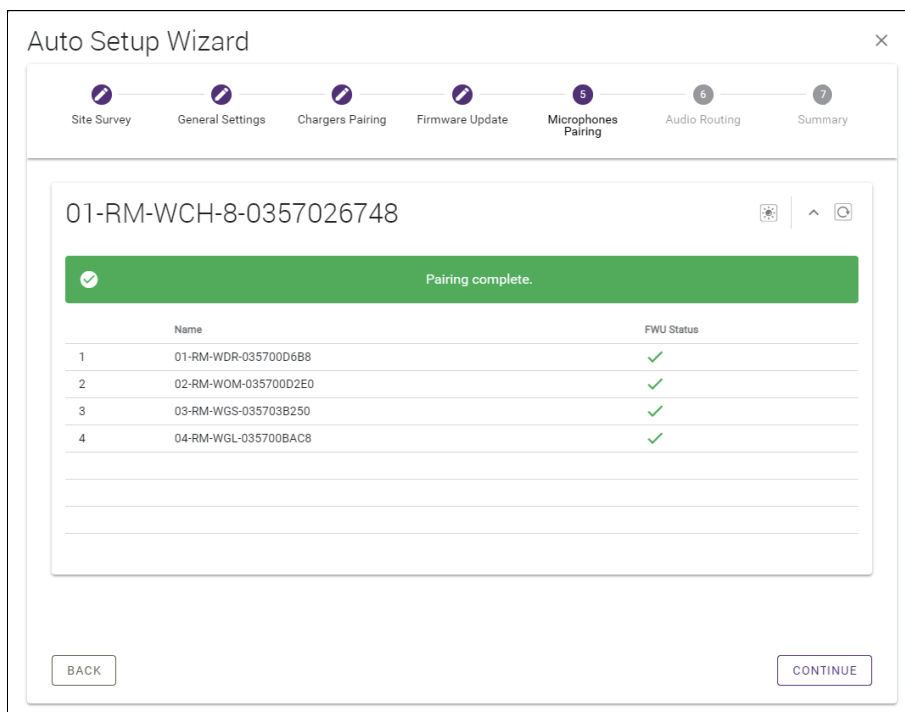 Auto Setup Wizard
5 6 7
Site Survey General Settings Chargers Pairing Firmware Update Microphones Pairing Audio Routing Summary
01-RM-WCH-8-0357026748
Pairing complete.
Name FWU Status
1 01-RM-WDR-035700D6B8
2 02-RM-WOM-035700D2E0
3 03-RM-WGS-035703B250
4 04-RM-WGL-035700BAC8
BACK CONTINUE